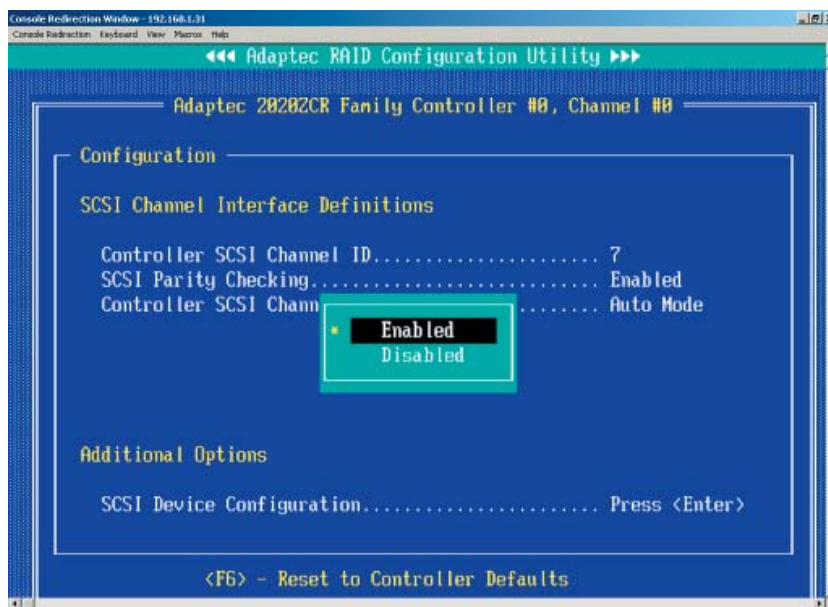 Console Redirection Window - 192.168.1.31
Console Redirection Keyboard View Macros Help
Adaptec RAID Configuration Utility
Adaptec 2020ZCR Family Controller #0, Channel #0
Configuration
SCSI Channel Interface Definitions
Controller SCSI Channel ID...................... 7
SCSI Parity Checking............................ Enabled
Controller SCSI Chann ........ Auto Mode
* Enabled
Disabled
Additional Options
SCSI Device Configuration....................... Press <Enter>
<F6> - Reset to Controller Defaults